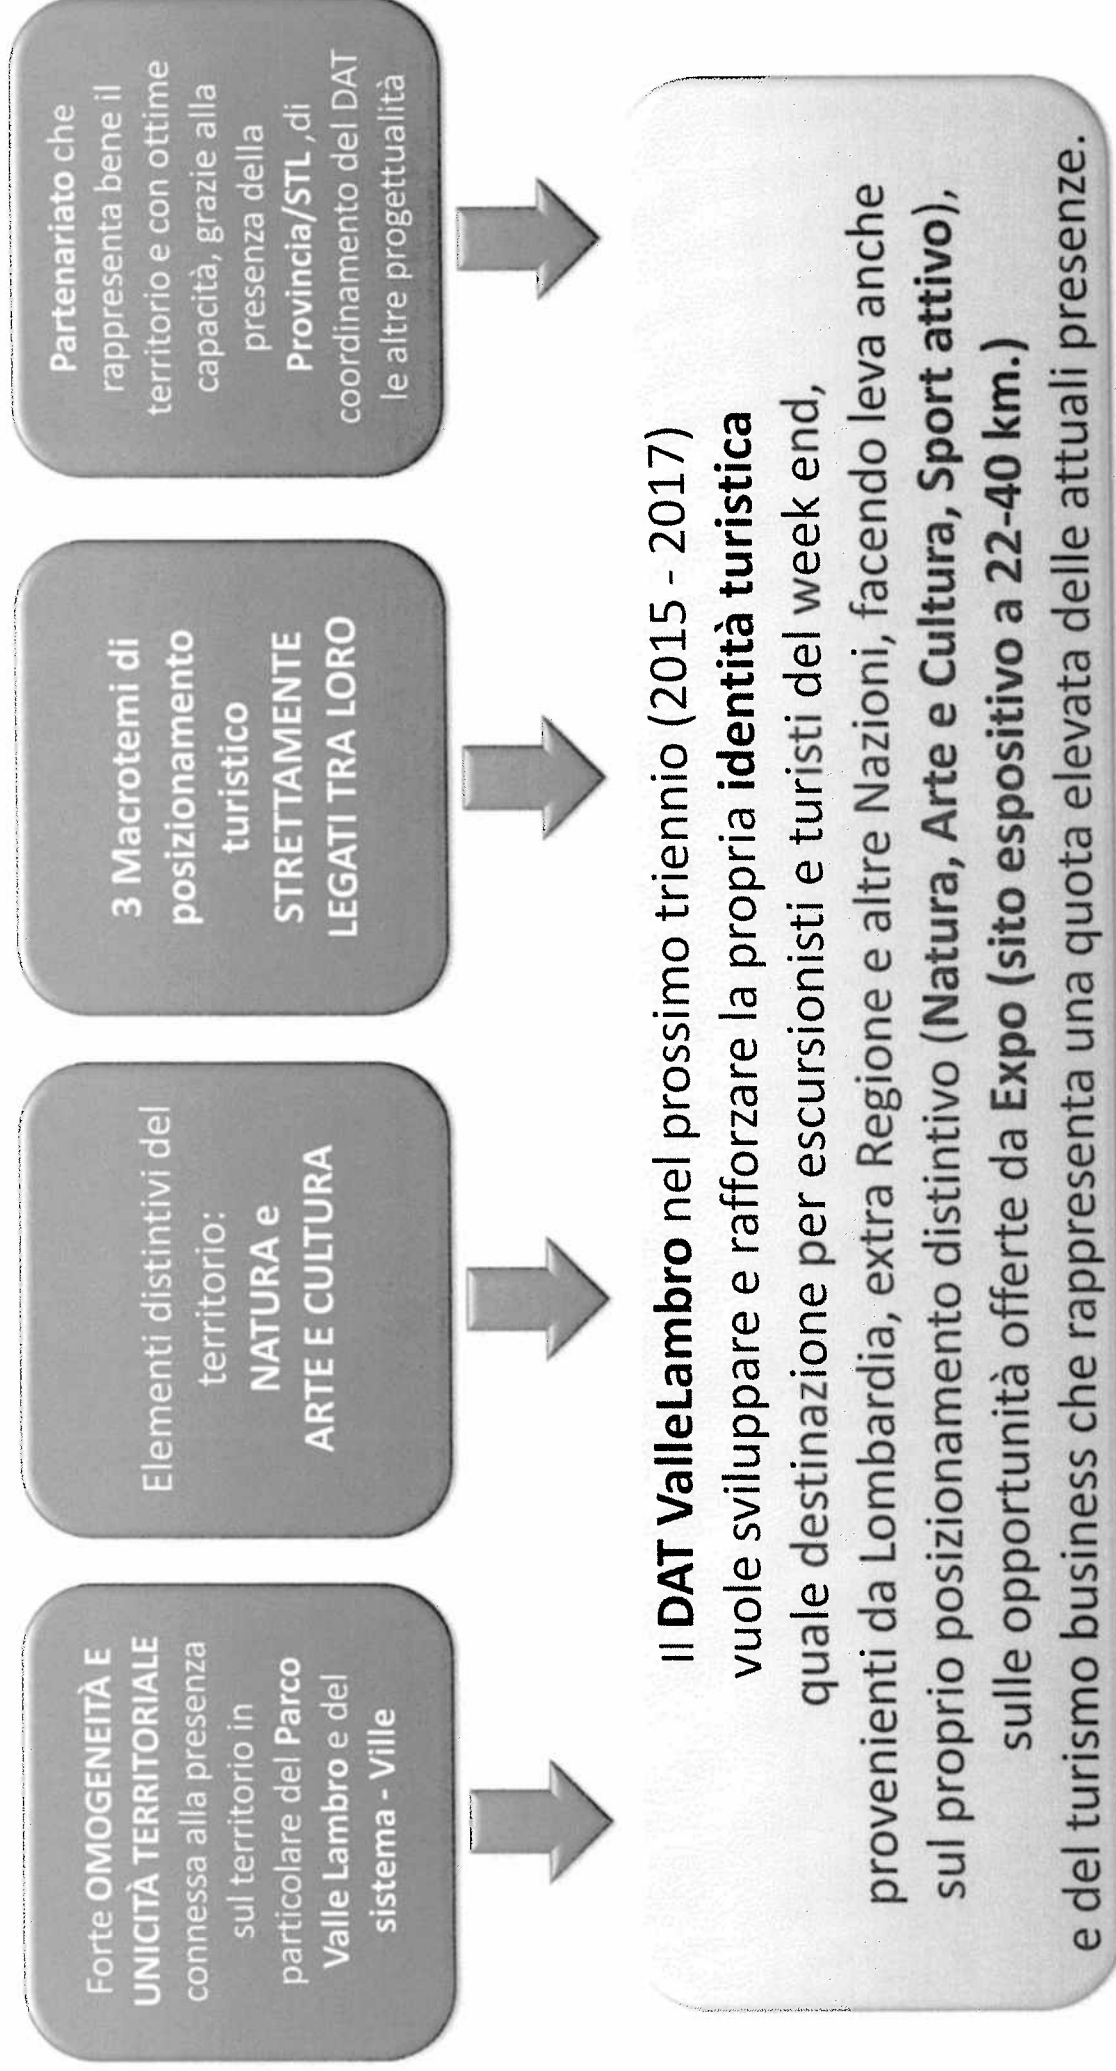 Forte OMOGENEITÀ E
UNICITÀ TERRITORIALE
connessa alla presenza
sul territorio in
particolare del Parco
Valle Lambro e del
sistema - Ville
Elementi distintivi del
territorio:
NATURA e
ARTE E CULTURA
3 Macrotemi di
posizionamento
turistico
STRETTAMENTE
LEGATI TRA LORO
Partenariato che
rappresenta bene il
territorio e con ottime
capacità, grazie alla
presenza della
Provincia/STL ,di
coordinamento del DAT
le altre progettualità
Il DAT ValleLambro nel prossimo triennio (2015 - 2017)
vuole sviluppare e rafforzare la propria identità turistica
quale destinazione per escursionisti e turisti del week end,
provenienti da Lombardia, extra Regione e altre Nazioni, facendo leva anche
sul proprio posizionamento distintivo (Natura, Arte e Cultura, Sport attivo),
sulle opportunità offerte da Expo (sito espositivo a 22-40 km.)
e del turismo business che rappresenta una quota elevata delle attuali presenze.